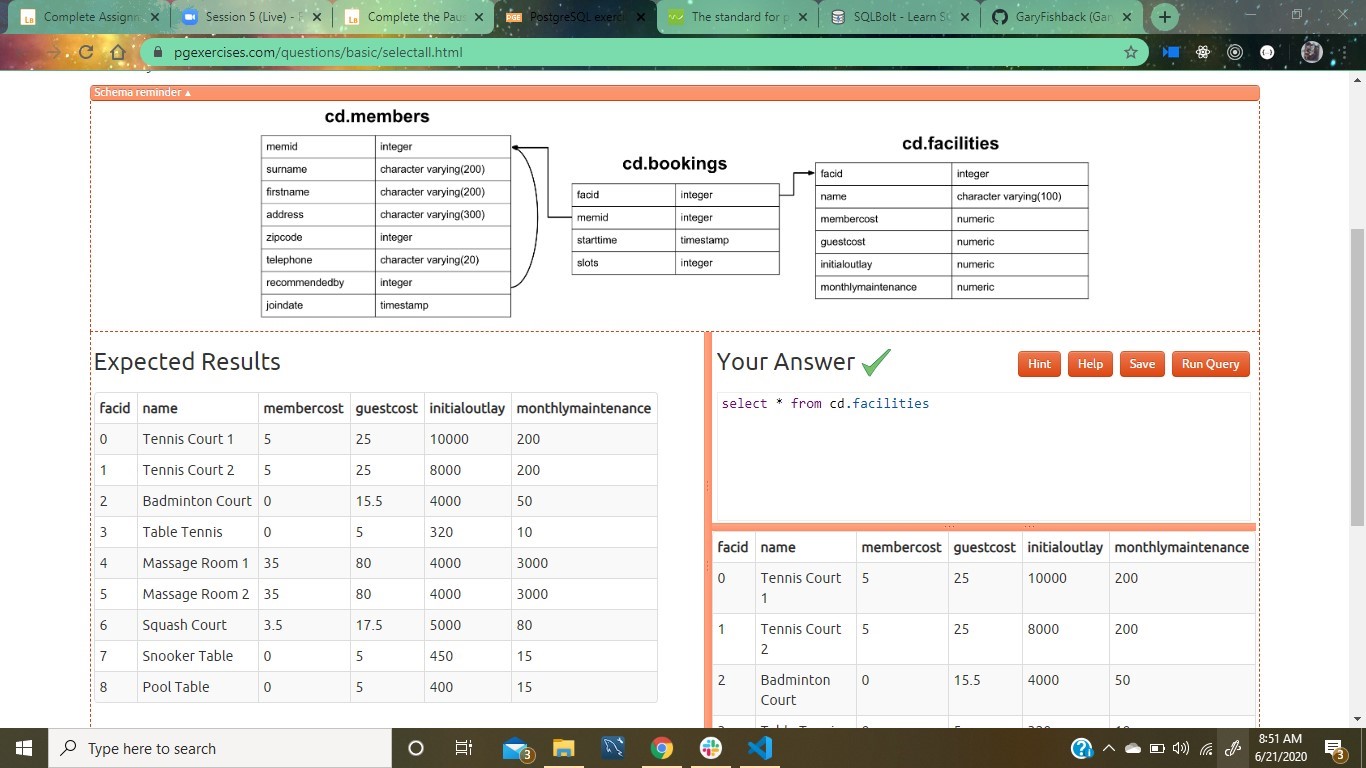 Complete Assignm
Session 5 (Live) - F
Complete the Paus
PostgreSQL exerci
The standard for p
SQLBolt - Learn S
GaryFishback (Gar
pgexercises.com/questions/basic/selectall.html
Schema reminder ▴
cd.members
memid integer
surname character varying(200)
firstname character varying(200)
address character varying(300)
zipcode integer
telephone character varying(20)
recommendedby integer
joindate timestamp
cd.bookings
facid integer
memid integer
starttime timestamp
slots integer
cd.facilities
facid integer
name character varying(100)
membercost numeric
guestcost numeric
initialoutlay numeric
monthlymaintenance numeric
Expected Results
facid name membercost guestcost initialoutlay monthlymaintenance
0 Tennis Court 1 5 25 10000 200
1 Tennis Court 2 5 25 8000 200
2 Badminton Court 0 15.5 4000 50
3 Table Tennis 0 5 320 10
4 Massage Room 1 35 80 4000 3000
5 Massage Room 2 35 80 4000 3000
6 Squash Court 3.5 17.5 5000 80
7 Snooker Table 0 5 450 15
8 Pool Table 0 5 400 15
Your Answer
Hint Help Save Run Query
select * from cd.facilities
facid name membercost guestcost initialoutlay monthlymaintenance
0 Tennis Court 5 25 10000 200
1
1 Tennis Court 5 25 8000 200
2
2 Badminton 0 15.5 4000 50
Court
Type here to search
3
8:51 AM
6/21/2020
3